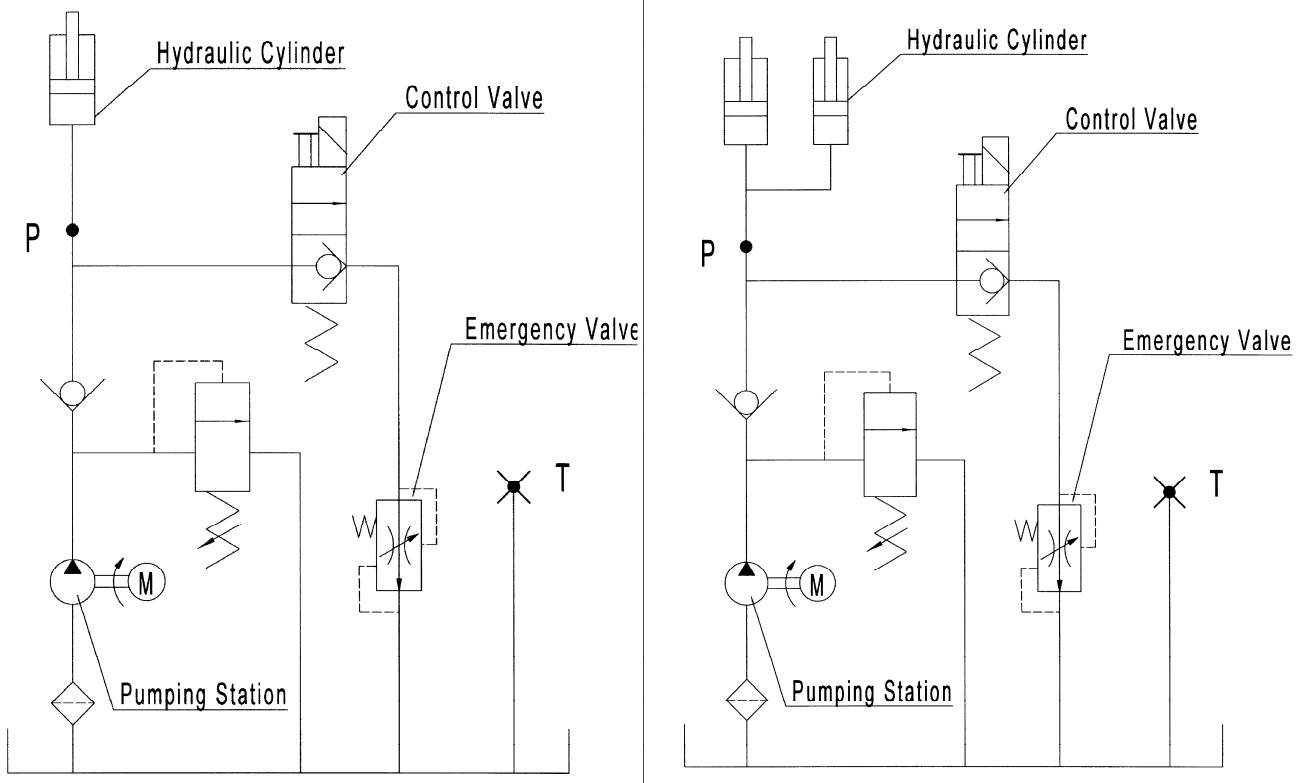 Hydraulic Cylinder
Control Valve
P
Emergency Valve
T
M
Pumping Station
Hydraulic Cylinder
Control Valve
P
Emergency Valve
T
M
Pumping Station